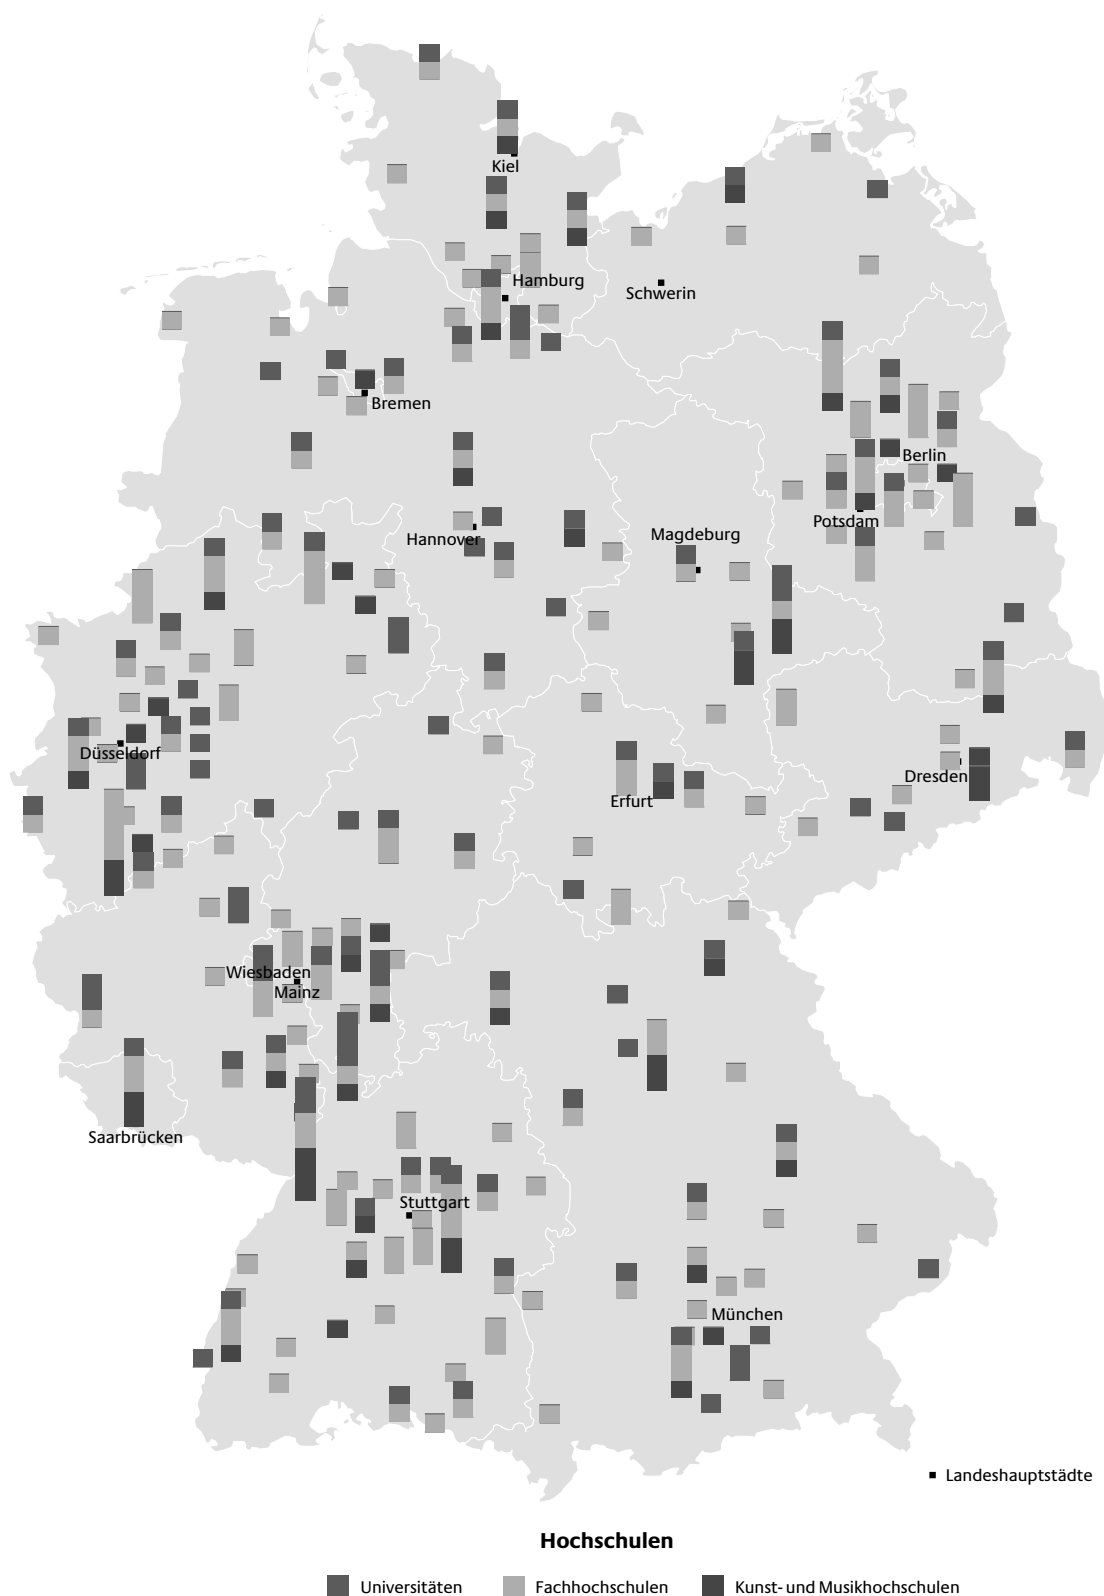 Kiel
Hamburg
Schwerin
Bremen
Berlin
Potsdam
Hannover
Magdeburg
Düsseldorf
Dresden
Erfurt
Wiesbaden
Mainz
Saarbrücken
Stuttgart
München
Landeshauptstädte
Hochschulen
Universitäten Fachhochschulen Kunst- und Musikhochschulen